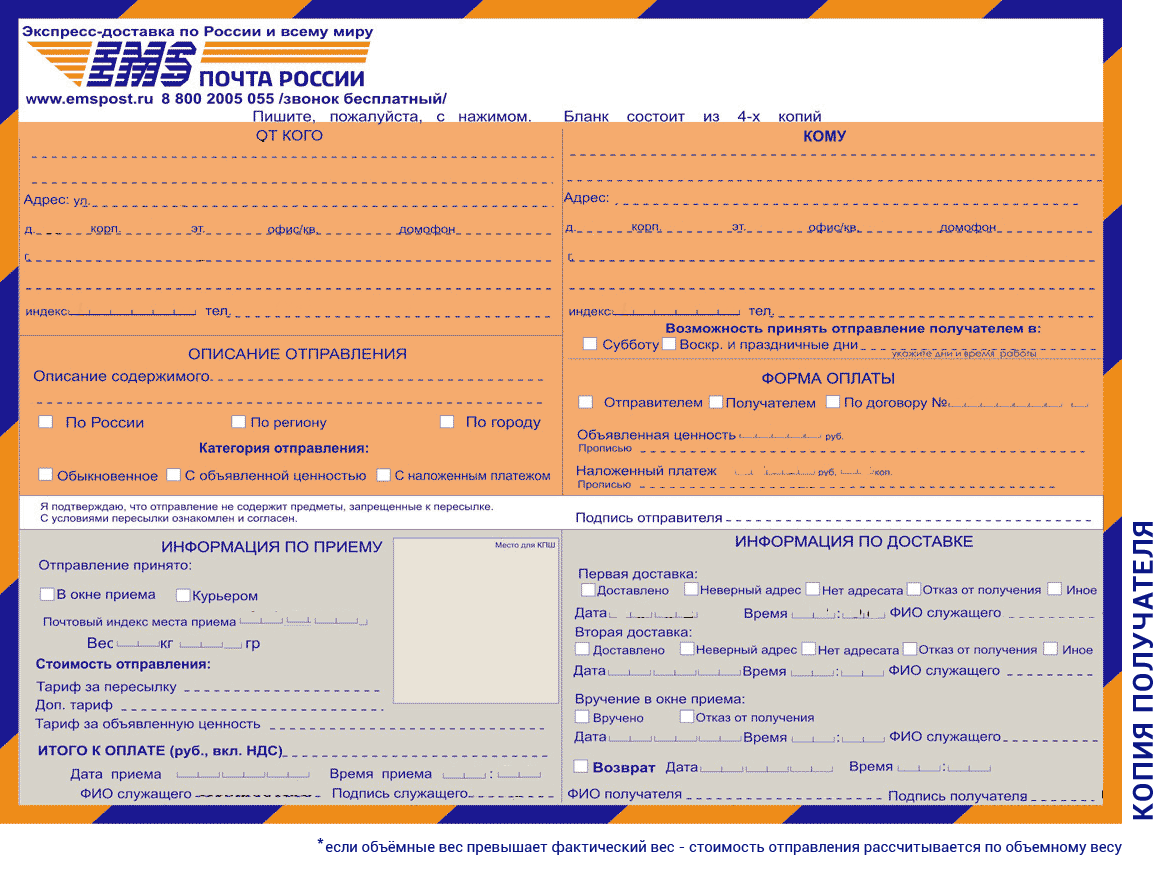 Экспресс-доставка по России и всему миру
EMS ПОЧТА РОССИИ
www.emspost.ru 8 800 2005 055 /звонок бесплатный/
Пишите, пожалуйста, с нажимом. Бланк состоит из 4-х копий
ОТ КОГО
Адрес: ул.
д. корп. эт. офис/кв. домофон
г.
индекс: тел.
КОМУ
Адрес:
д. корп. эт. офис/кв. домофон
г.
индекс: тел.
Возможность принять отправление получателем в:
Субботу Воскр. и праздничные дни
укажите дни и время работы
ОПИСАНИЕ ОТПРАВЛЕНИЯ
Описание содержимого
По России По региону По городу
Категория отправления:
Обыкновенное С объявленной ценностью С наложенным платежом
ФОРМА ОПЛАТЫ
Отправителем Получателем По договору №
Объявленная ценность руб.
Прописью
Наложенный платеж руб. коп.
Прописью
Я подтверждаю, что отправление не содержит предметы, запрещенные к пересылке.
С условиями пересылки ознакомлен и согласен.
Подпись отправителя
ИНФОРМАЦИЯ ПО ПРИЕМУ
Место для КПШ
Отправление принято:
В окне приема Курьером
Почтовый индекс места приема
Вес кг гр
Стоимость отправления:
Тариф за пересылку
Доп. тариф
Тариф за объявленную ценность
ИТОГО К ОПЛАТЕ (руб., вкл. НДС)
Дата приема Время приема :
ФИО служащего Подпись служащего
ИНФОРМАЦИЯ ПО ДОСТАВКЕ
Первая доставка:
Доставлено Неверный адрес Нет адресата Отказ от получения Иное
Дата Время : ФИО служащего
Вторая доставка:
Доставлено Неверный адрес Нет адресата Отказ от получения Иное
Дата Время : ФИО служащего
Вручение в окне приема:
Вручено Отказ от получения
Дата Время : ФИО служащего
Возврат Дата Время :
ФИО получателя Подпись получателя
КОПИЯ ПОЛУЧАТЕЛЯ
*если объёмные вес превышает фактический вес - стоимость отправления рассчитывается по объемному весу